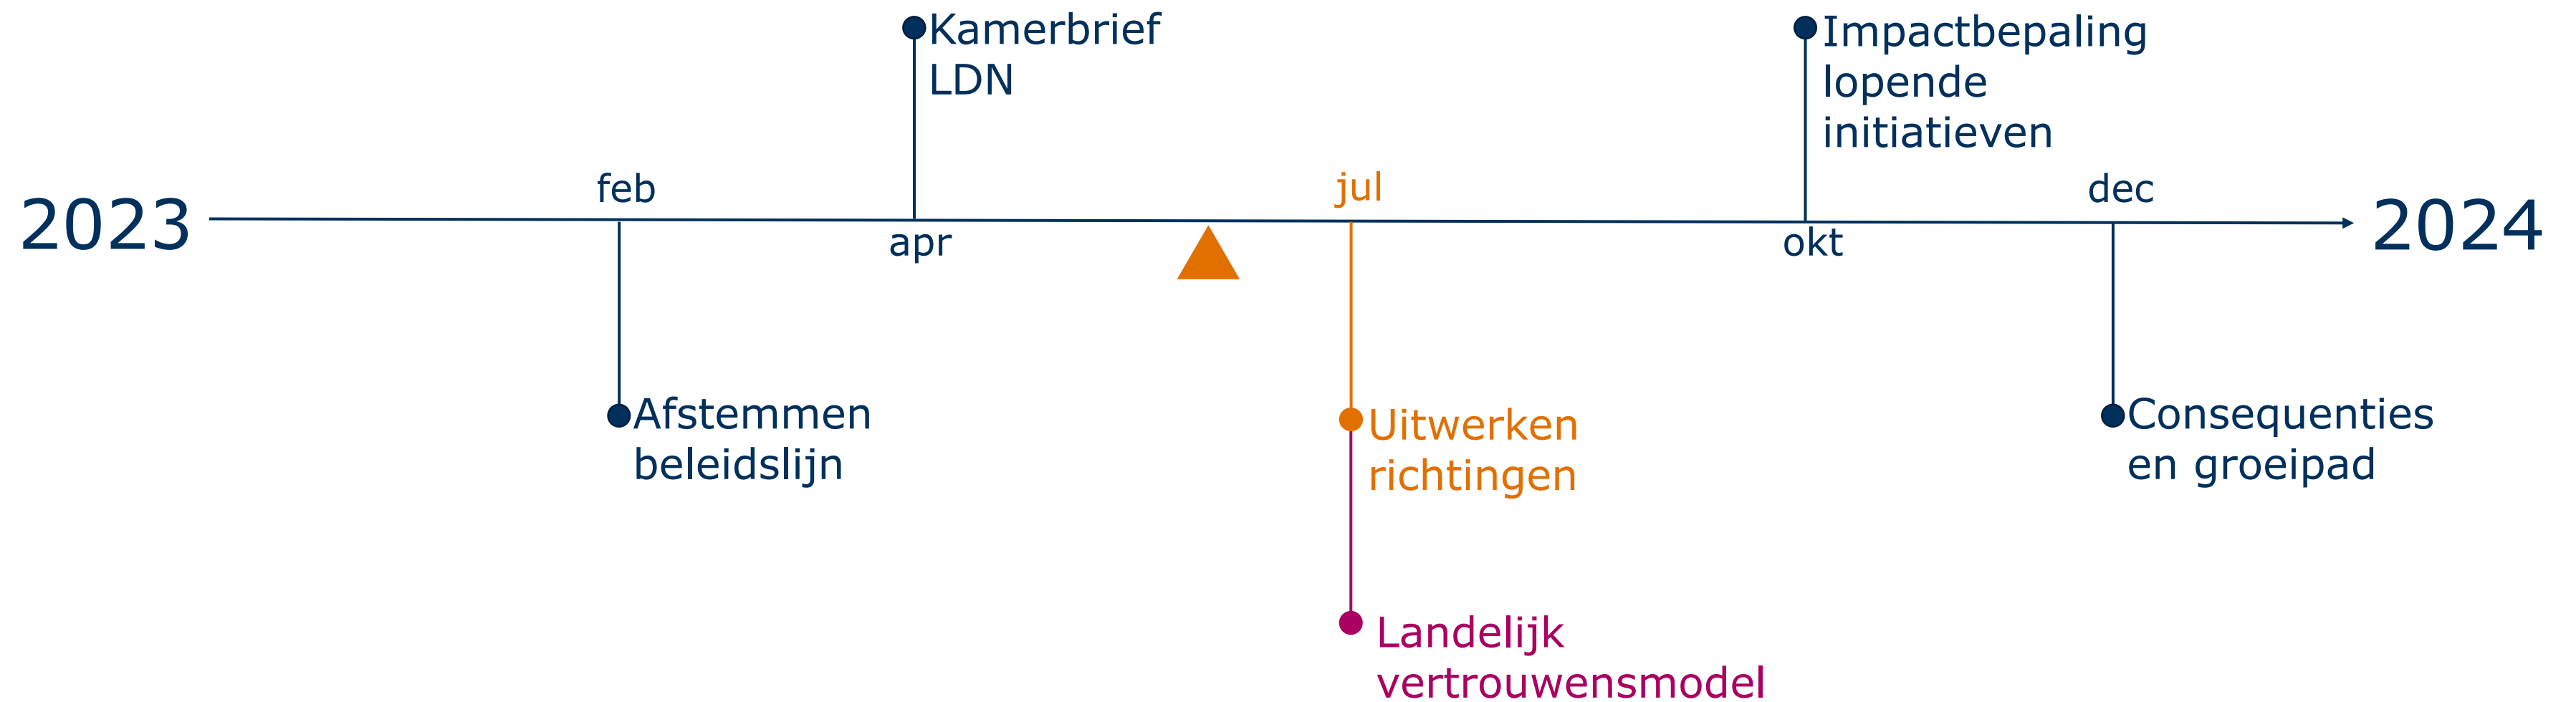 2023
feb
Afstemmen
beleidslijn
Kamerbrief
LDN
apr
jul
Uitwerken
richtingen
Landelijk
vertrouwensmodel
Impactbepaling
lopende
initiatieven
okt
dec
Consequenties
en groeipad
2024